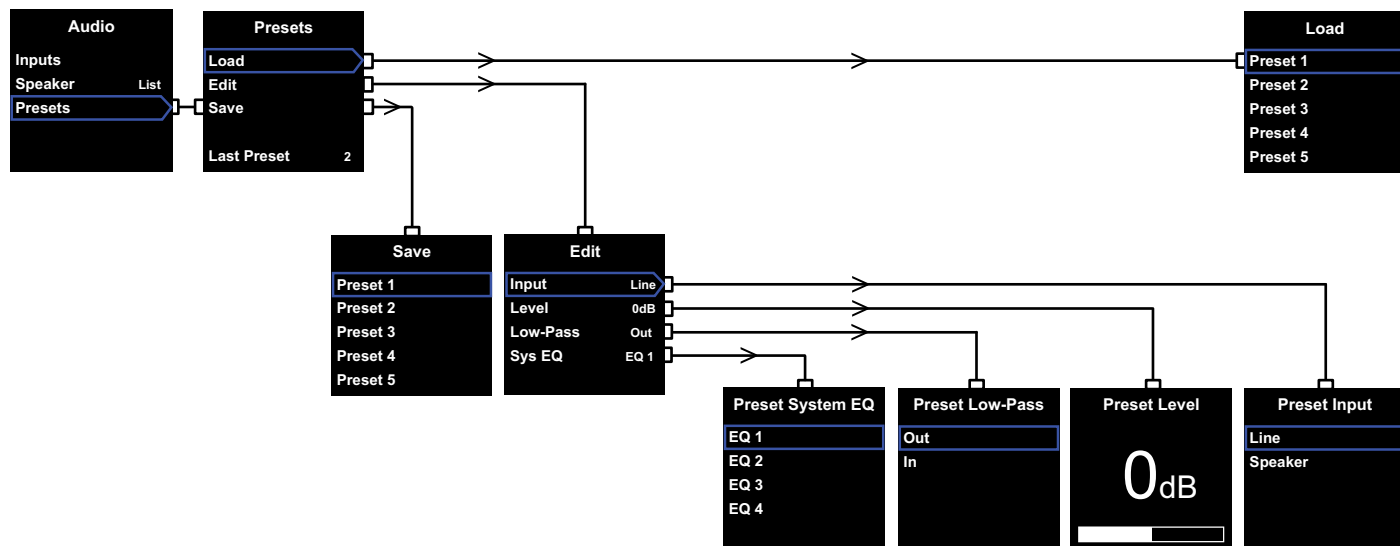 Audio
Inputs
Speaker List
Presets
Presets
Load
Edit
Save
Last Preset 2
Load
Preset 1
Preset 2
Preset 3
Preset 4
Preset 5
Save
Preset 1
Preset 2
Preset 3
Preset 4
Preset 5
Edit
Input Line
Level 0dB
Low-Pass Out
Sys EQ EQ 1
Preset System EQ
EQ 1
EQ 2
EQ 3
EQ 4
Preset Low-Pass
Out
In
Preset Level
0dB
Preset Input
Line
Speaker